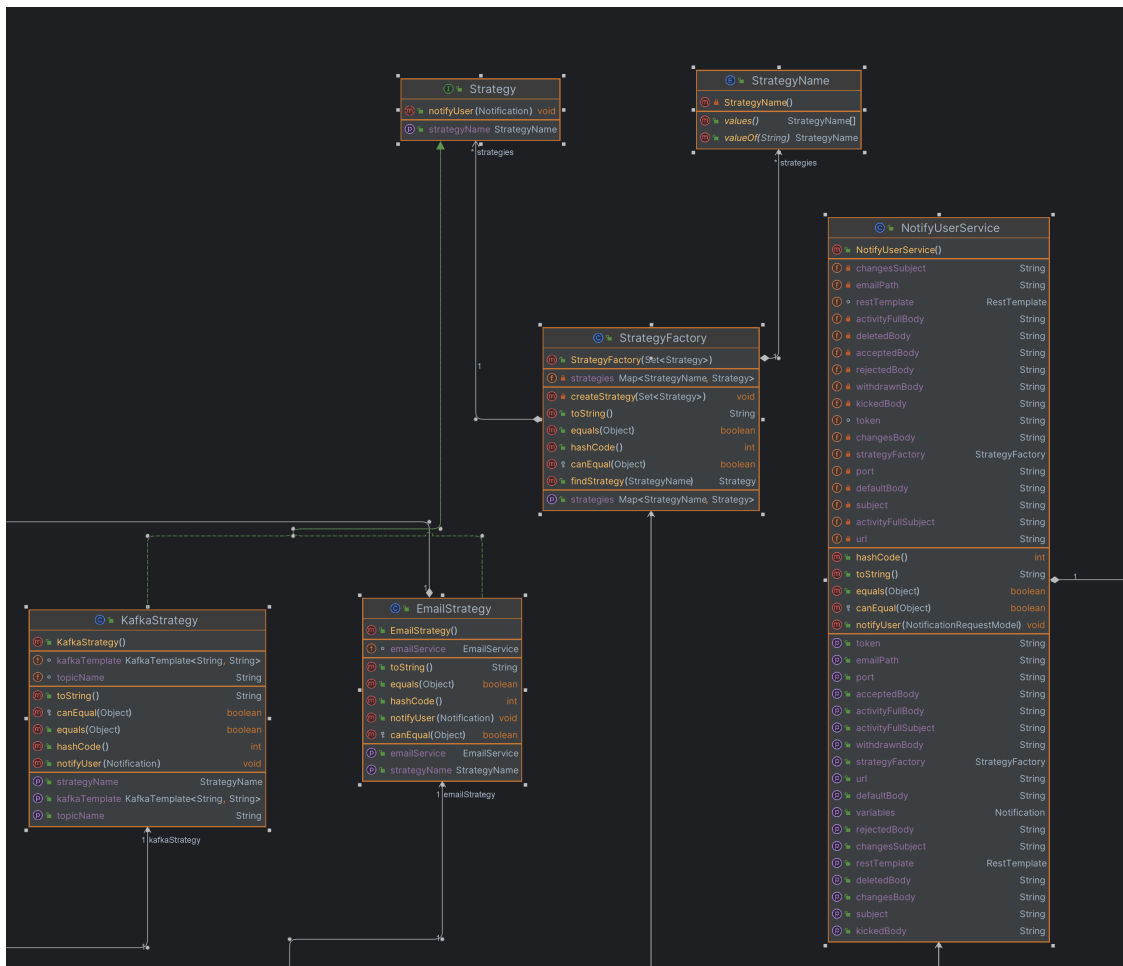 Strategy
notifyUser(Notification) void
strategyName StrategyName
* strategies
StrategyName
StrategyName()
values() StrategyName[]
valueOf(String) StrategyName
* strategies
NotifyUserService
NotifyUserService()
changesSubject String
emailPath String
restTemplate RestTemplate
activityFullBody String
deletedBody String
acceptedBody String
rejectedBody String
withdrawnBody String
kickedBody String
token String
changesBody String
strategyFactory StrategyFactory
port String
defaultBody String
subject String
activityFullSubject String
url String
hashCode() int
toString() String
equals(Object) boolean
canEqual(Object) boolean
notifyUser(NotificationRequestModel) void
token String
emailPath String
port String
acceptedBody String
activityFullBody String
activityFullSubject String
withdrawnBody String
strategyFactory StrategyFactory
url String
defaultBody String
variables Notification
rejectedBody String
changesSubject String
restTemplate RestTemplate
deletedBody String
changesBody String
subject String
kickedBody String
1
StrategyFactory
StrategyFactory(Set<Strategy>)
strategies Map<StrategyName, Strategy>
createStrategy(Set<Strategy>) void
toString() String
equals(Object) boolean
hashCode() int
canEqual(Object) boolean
findStrategy(StrategyName) Strategy
strategies Map<StrategyName, Strategy>
1
1
KafkaStrategy
KafkaStrategy()
kafkaTemplate KafkaTemplate<String, String>
topicName String
toString() String
canEqual(Object) boolean
equals(Object) boolean
hashCode() int
notifyUser(Notification) void
strategyName StrategyName
kafkaTemplate KafkaTemplate<String, String>
topicName String
1 kafkaStrategy
1
1
EmailStrategy
EmailStrategy()
emailService EmailService
toString() String
equals(Object) boolean
hashCode() int
notifyUser(Notification) void
canEqual(Object) boolean
emailService EmailService
strategyName StrategyName
1 emailStrategy
1